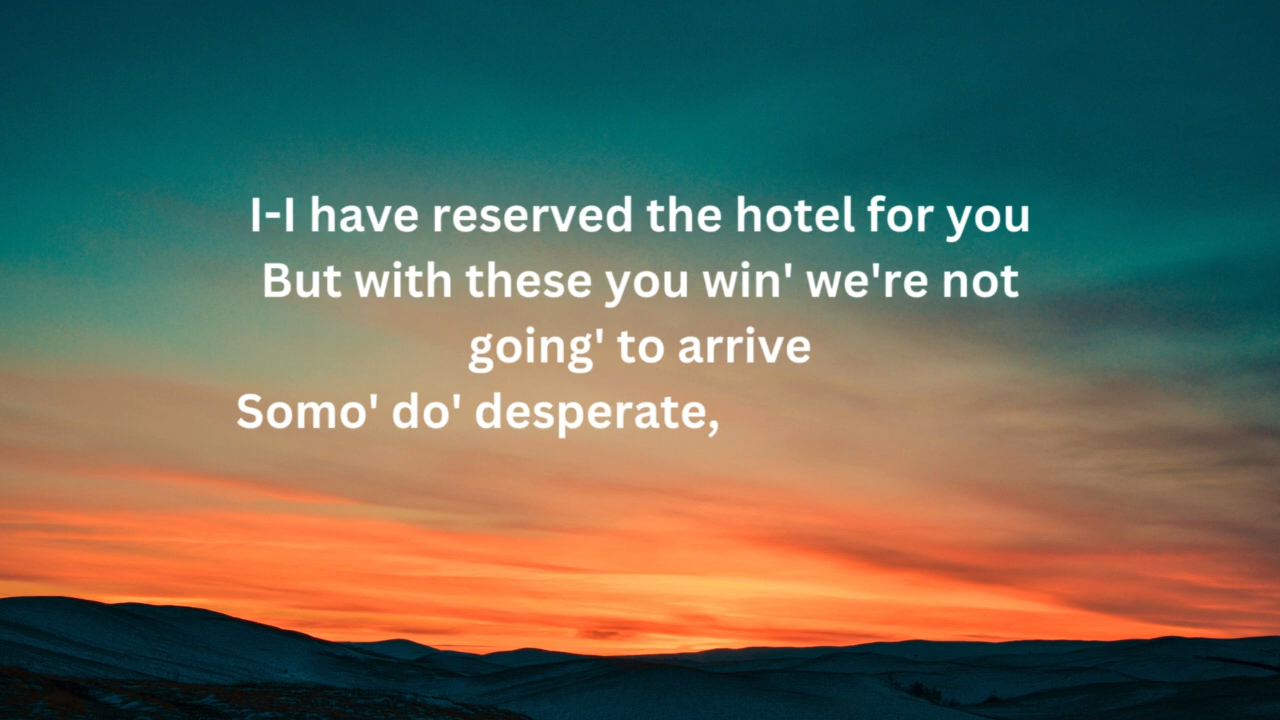 I-I have reserved the hotel for you
But with these you win' we're not
going' to arrive
Somo' do' desperate,